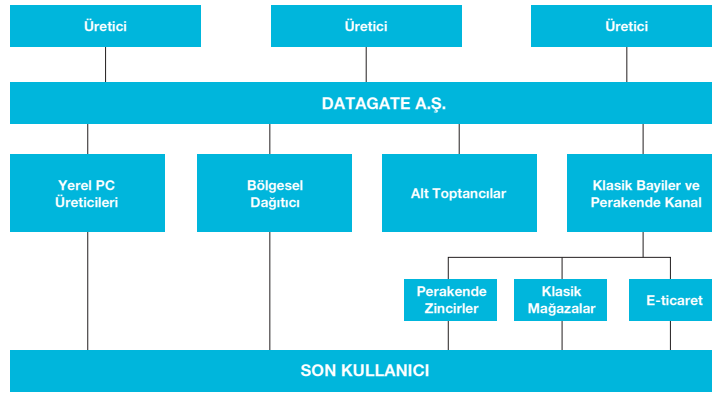 Üretici
Üretici
Üretici
DATAGATE A.Ş.
Yerel PC
Üreticileri
Bölgesel
Dağıtıcı
Alt Toptancılar
Klasik Bayiler ve
Perakende Kanal
Perakende
Zincirler
Klasik
Mağazalar
E-ticaret
SON KULLANICI